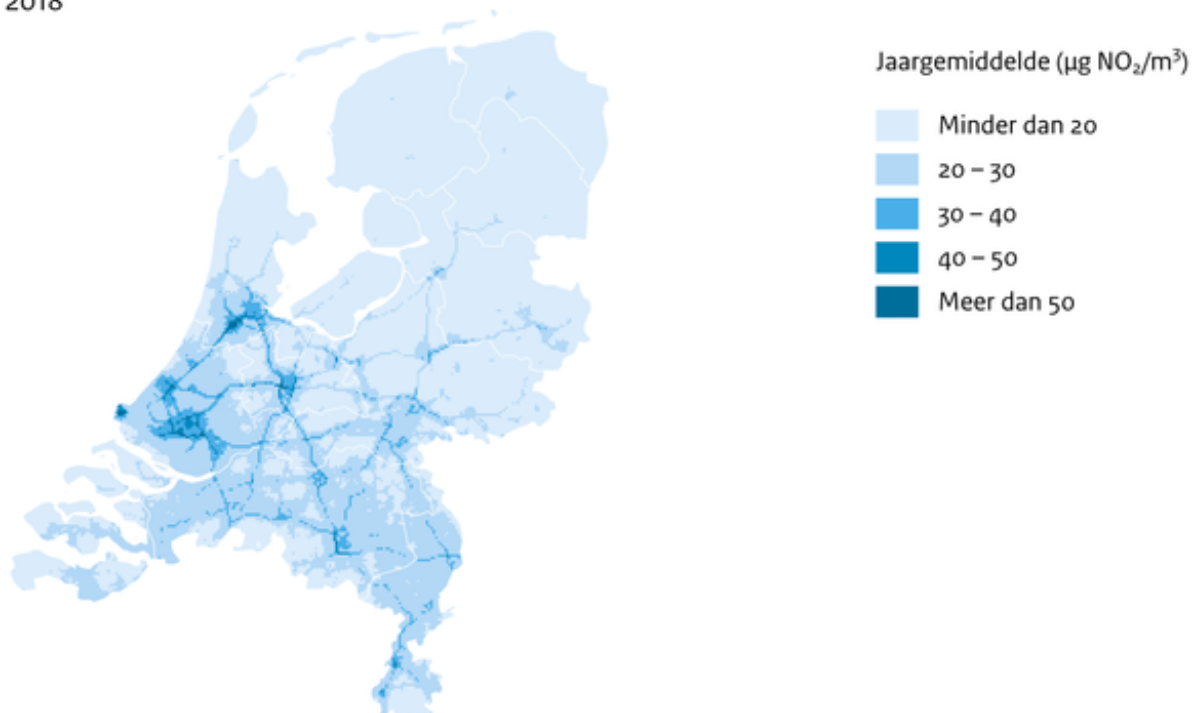 2018
Jaargemiddelde (µg NO₂/m³)
Minder dan 20
20 – 30
30 – 40
40 – 50
Meer dan 50